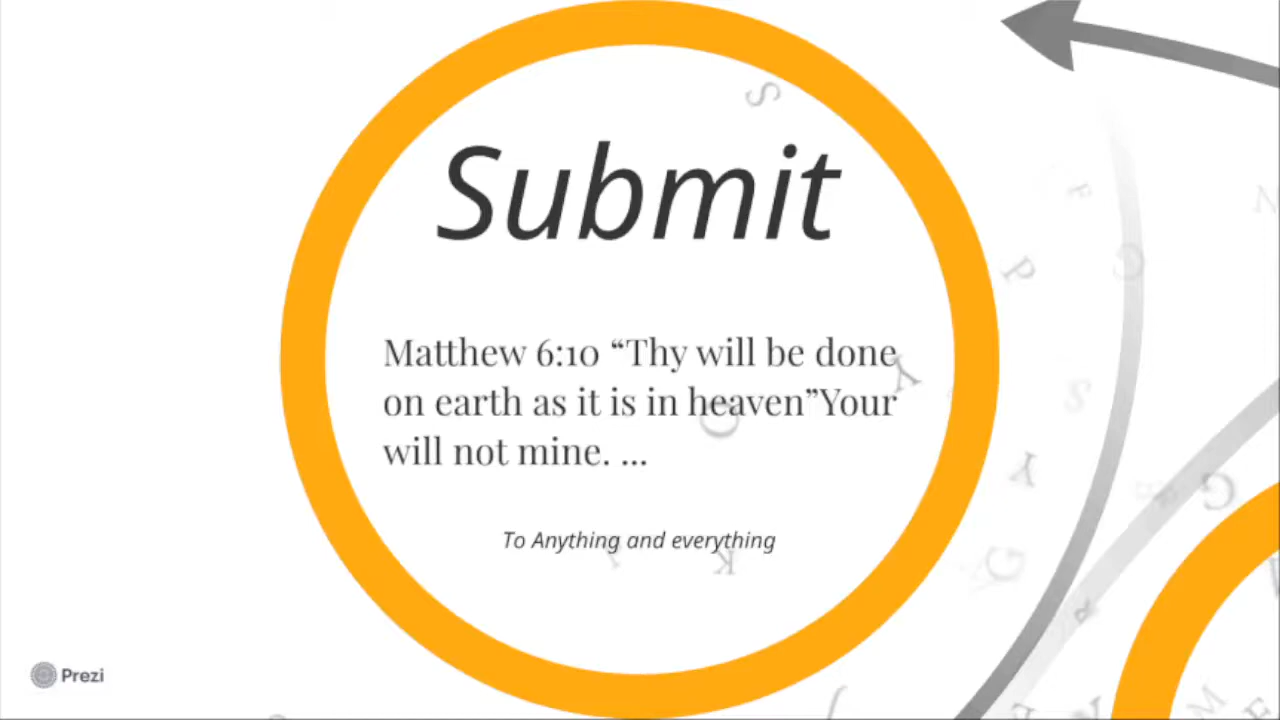 Submit
Matthew 6:10 “Thy will be done
on earth as it is in heaven”Your
will not mine. ...
To Anything and everything
Prezi